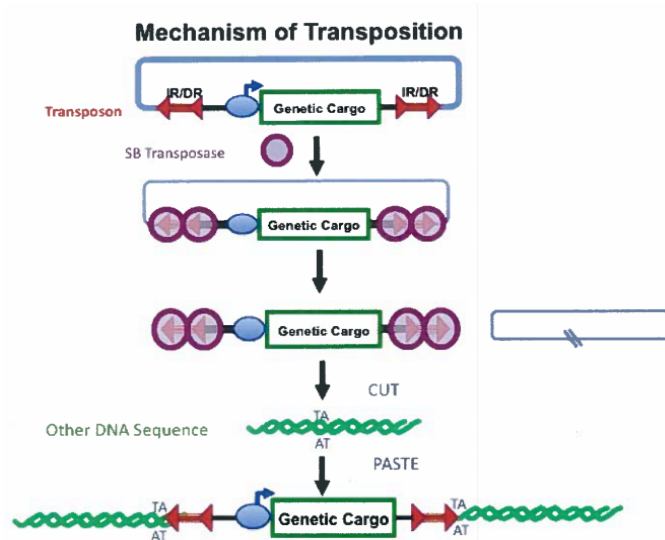 Mechanism of Transposition
IR/DR
IR/DR
Transposon
Genetic Cargo
SB Transposase
Genetic Cargo
Genetic Cargo
CUT
TA
Other DNA Sequence
AT
PASTE
TA
TA
Genetic Cargo
AT
AT